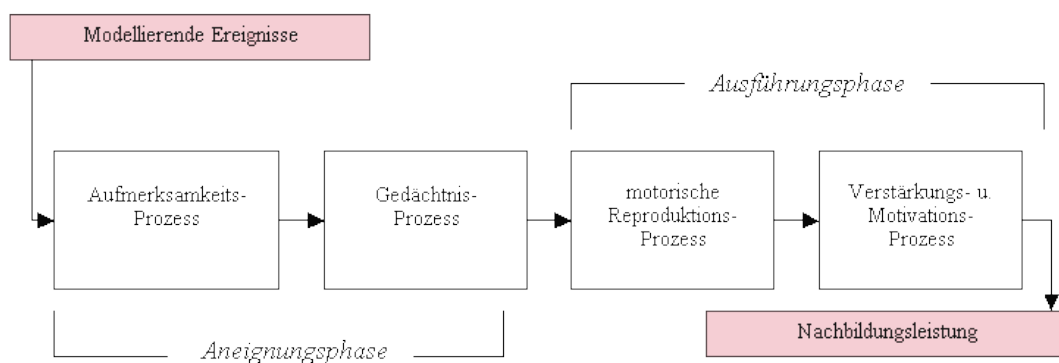 Modellierende Ereignisse
Ausführungsphase
Aufmerksamkeits-
Prozess
Gedächtnis-
Prozess
motorische
Reproduktions-
Prozess
Verstärkungs- u.
Motivations-
Prozess
Nachbildungsleistung
Aneignungsphase